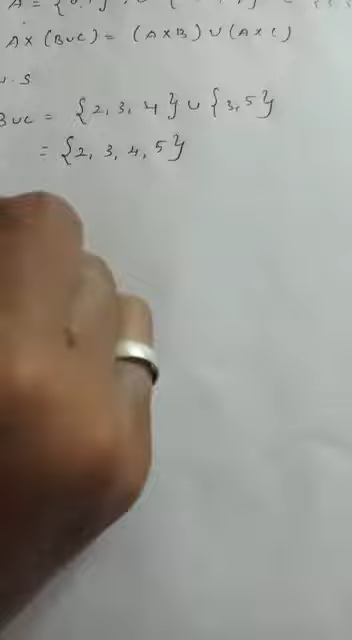 A = {
A × (B∪C) = (A×B) ∪ (A×C)
.S
B∪C = {2, 3, 4} ∪ {3, 5}
= {2, 3, 4, 5}